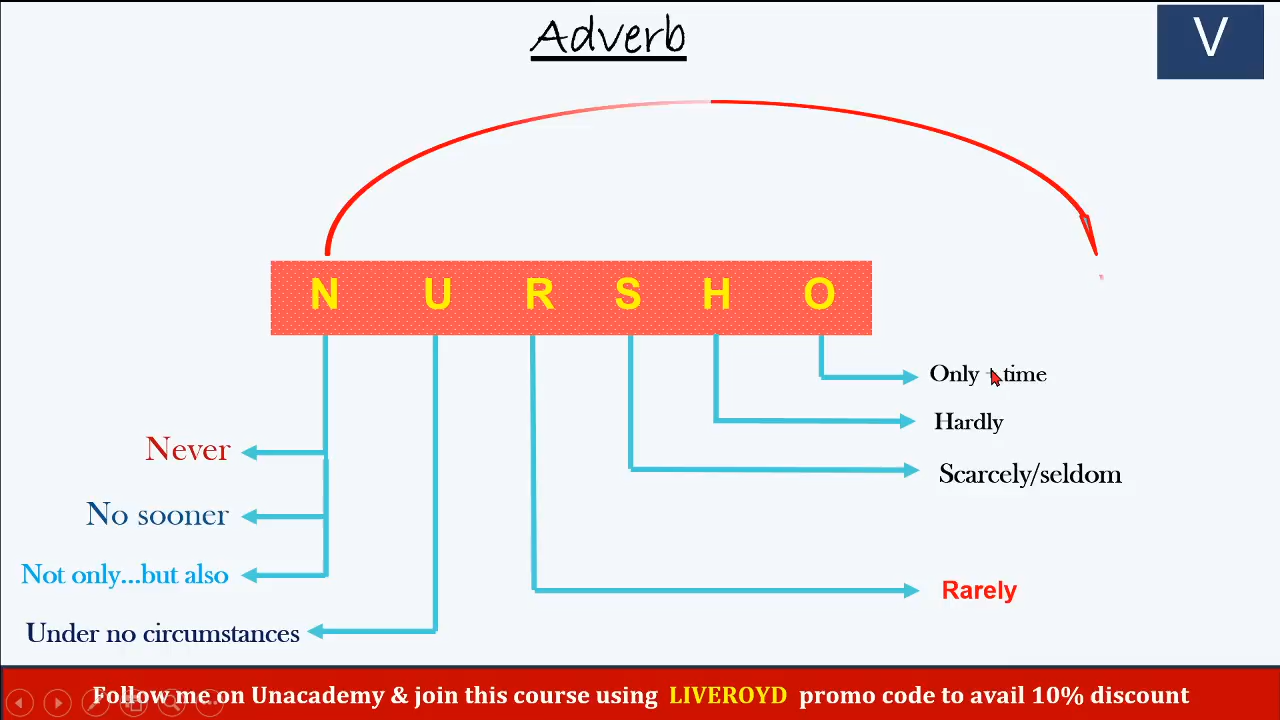 Adverb
V
N U R S H O
Only + time
Hardly
Never
Scarcely/seldom
No sooner
Not only...but also
Rarely
Under no circumstances
Follow me on Unacademy & join this course using LIVEROYD promo code to avail 10% discount